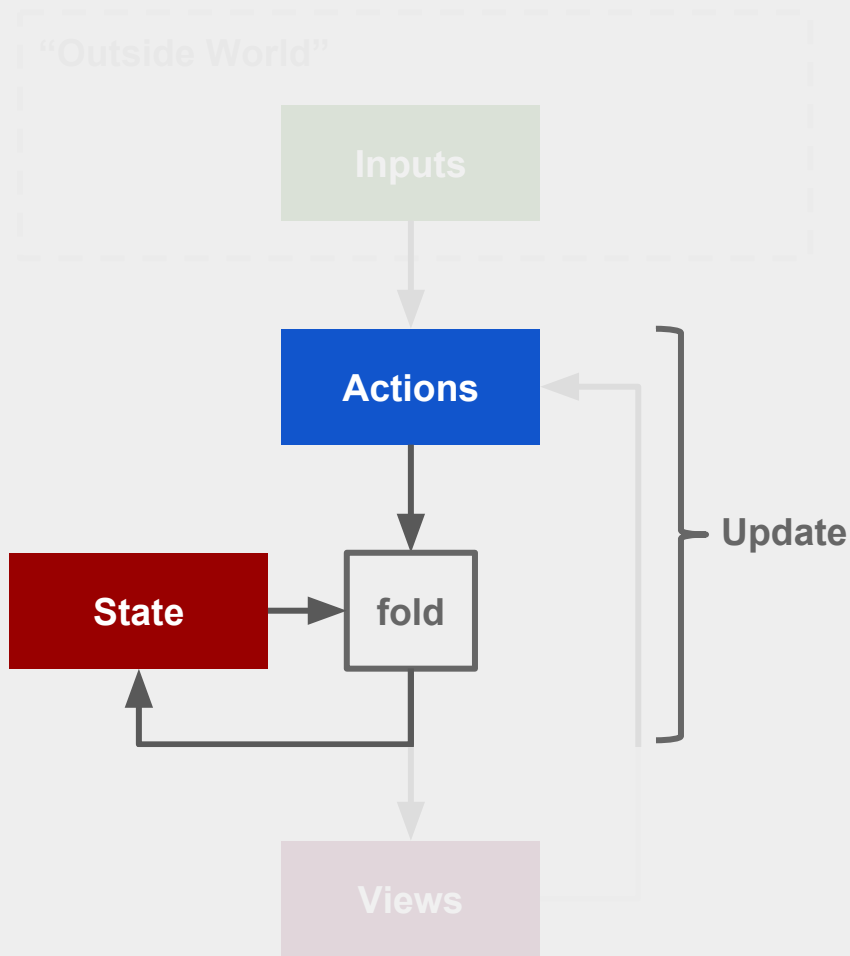 “Outside World”
Inputs
Actions
Update
State
fold
Views